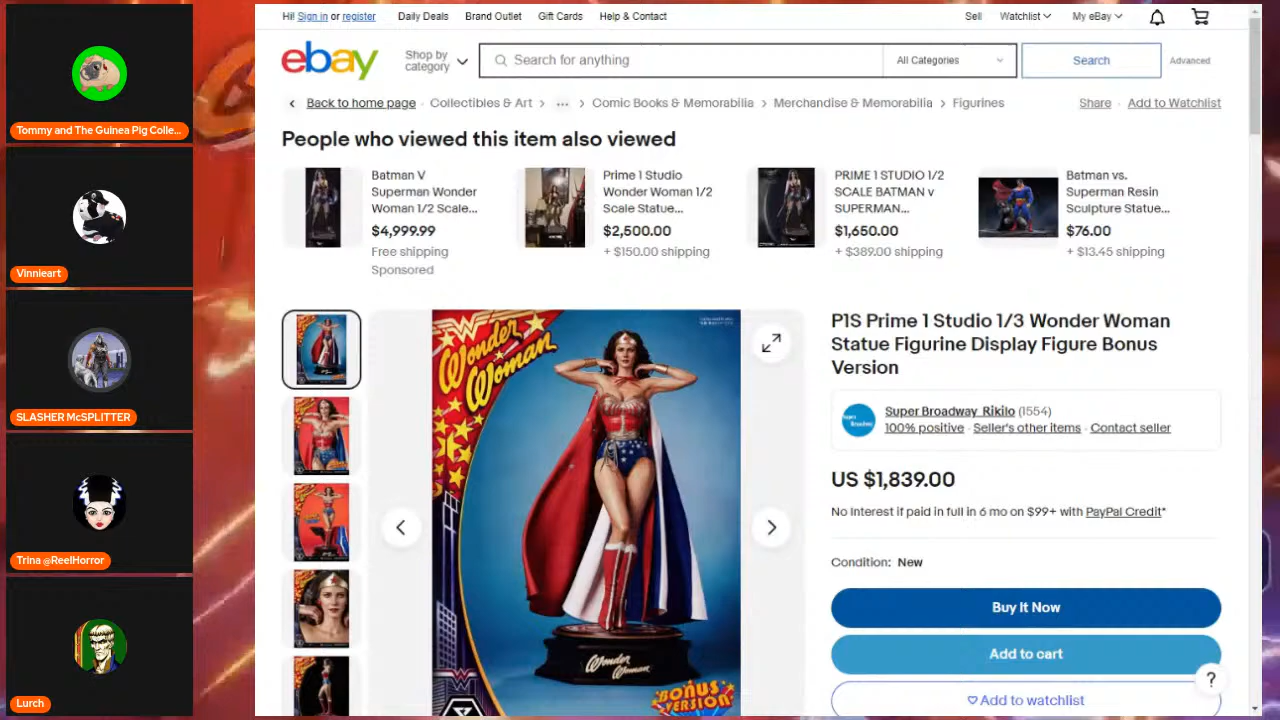 Tommy and The Guinea Pig Colle...
Vinnieart
SLASHER McSPLITTER
Trina @ReelHorror
Lurch
Hi! Sign in or register
Daily Deals
Brand Outlet
Gift Cards
Help & Contact
Sell
Watchlist
My eBay
ebay
Shop by
category
Search for anything
All Categories
Search
Advanced
Back to home page
Collectibles & Art
...
Comic Books & Memorabilia
Merchandise & Memorabilia
Figurines
Share
Add to Watchlist
People who viewed this item also viewed
Batman V
Superman Wonder
Woman 1/2 Scale...
$4,999.99
Free shipping
Sponsored
Prime 1 Studio
Wonder Woman 1/2
Scale Statue...
$2,500.00
+ $150.00 shipping
PRIME 1 STUDIO 1/2
SCALE BATMAN v
SUPERMAN...
$1,650.00
+ $389.00 shipping
Batman vs.
Superman Resin
Sculpture Statue...
$76.00
+ $13.45 shipping
Wonder
Woman
Wonder
Woman
BONUS
VERSION
P1S Prime 1 Studio 1/3 Wonder Woman
Statue Figurine Display Figure Bonus
Version
Super Broadway_Rikilo (1554)
100% positive · Seller's other items · Contact seller
US $1,839.00
No Interest if paid in full in 6 mo on $99+ with PayPal Credit*
Condition: New
Buy It Now
Add to cart
Add to watchlist
?